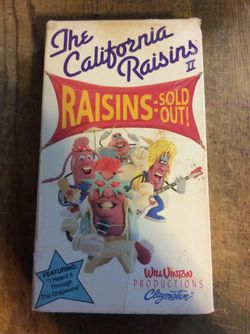 The
California
Raisins
II
RAISINS: SOLD
OUT!
FEATURING:
"I Heard It
Through
The Grapevine"
Will Vinton
PRODUCTIONS
Claymation